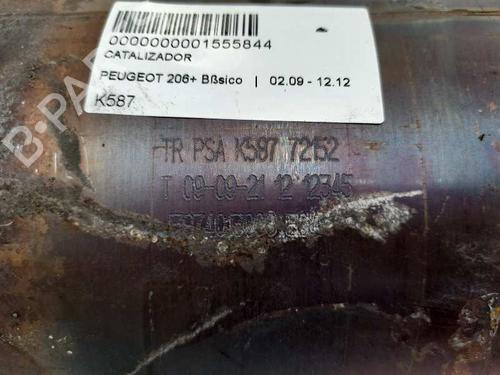 0000000001555844
CATALIZADOR
PEUGEOT 206+ Bßsico | 02.09 - 12.12
K587
B-PAR
TR PSA K587 72152
T 09-09-21 12 12345